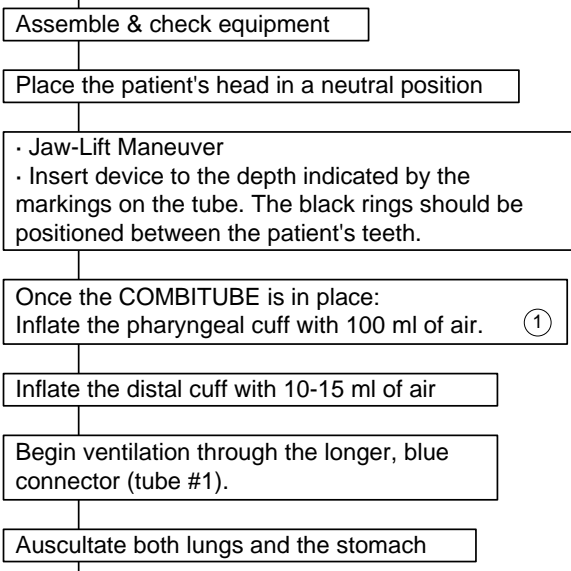 Assemble & check equipment
Place the patient's head in a neutral position
· Jaw-Lift Maneuver
· Insert device to the depth indicated by the
markings on the tube. The black rings should be
positioned between the patient's teeth.
Once the COMBITUBE is in place:
Inflate the pharyngeal cuff with 100 ml of air. 1
Inflate the distal cuff with 10-15 ml of air
Begin ventilation through the longer, blue
connector (tube #1).
Auscultate both lungs and the stomach